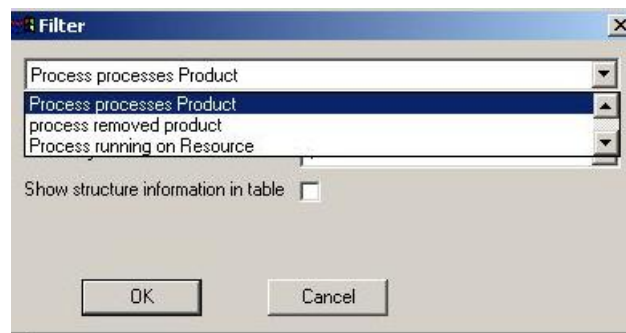 Filter
Process processes Product
Process processes Product
process removed product
Process running on Resource
Show structure information in table
OK
Cancel